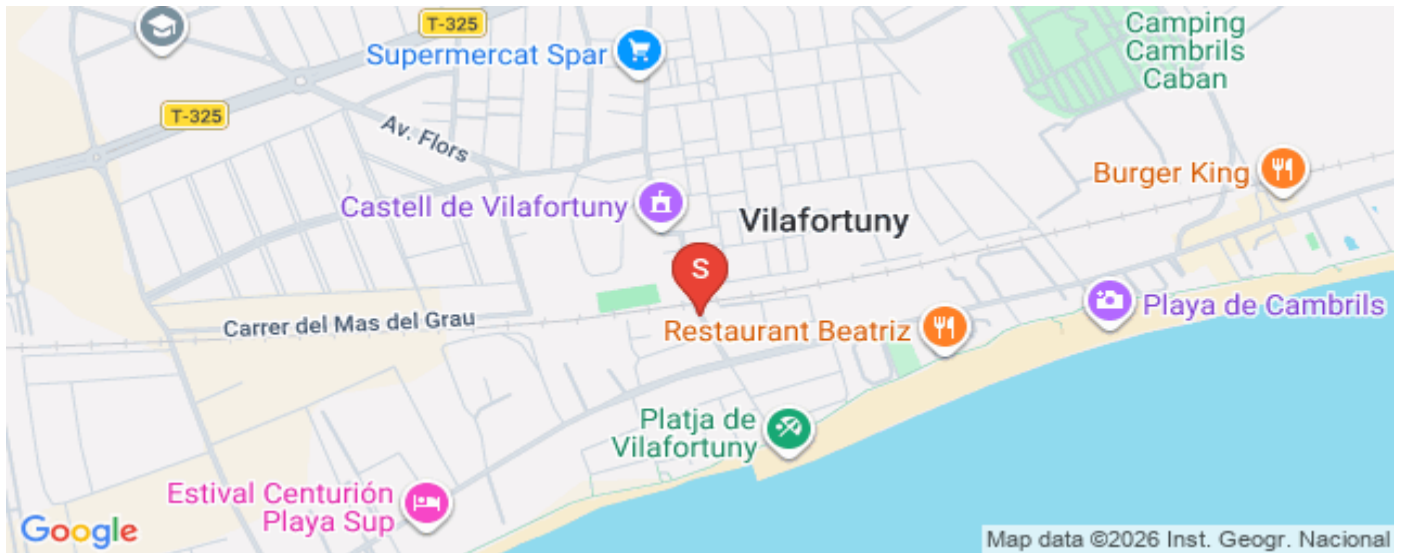 T-325
Camping
Cambrils
Caban
Supermercat Spar
T-325
Av. Flors
Burger King
Castell de Vilafortuny
Vilafortuny
S
Playa de Cambrils
Carrer del Mas del Grau
Restaurant Beatriz
Platja de
Vilafortuny
Estival Centurión
Playa Sup
Google
Map data ©2026 Inst. Geogr. Nacional